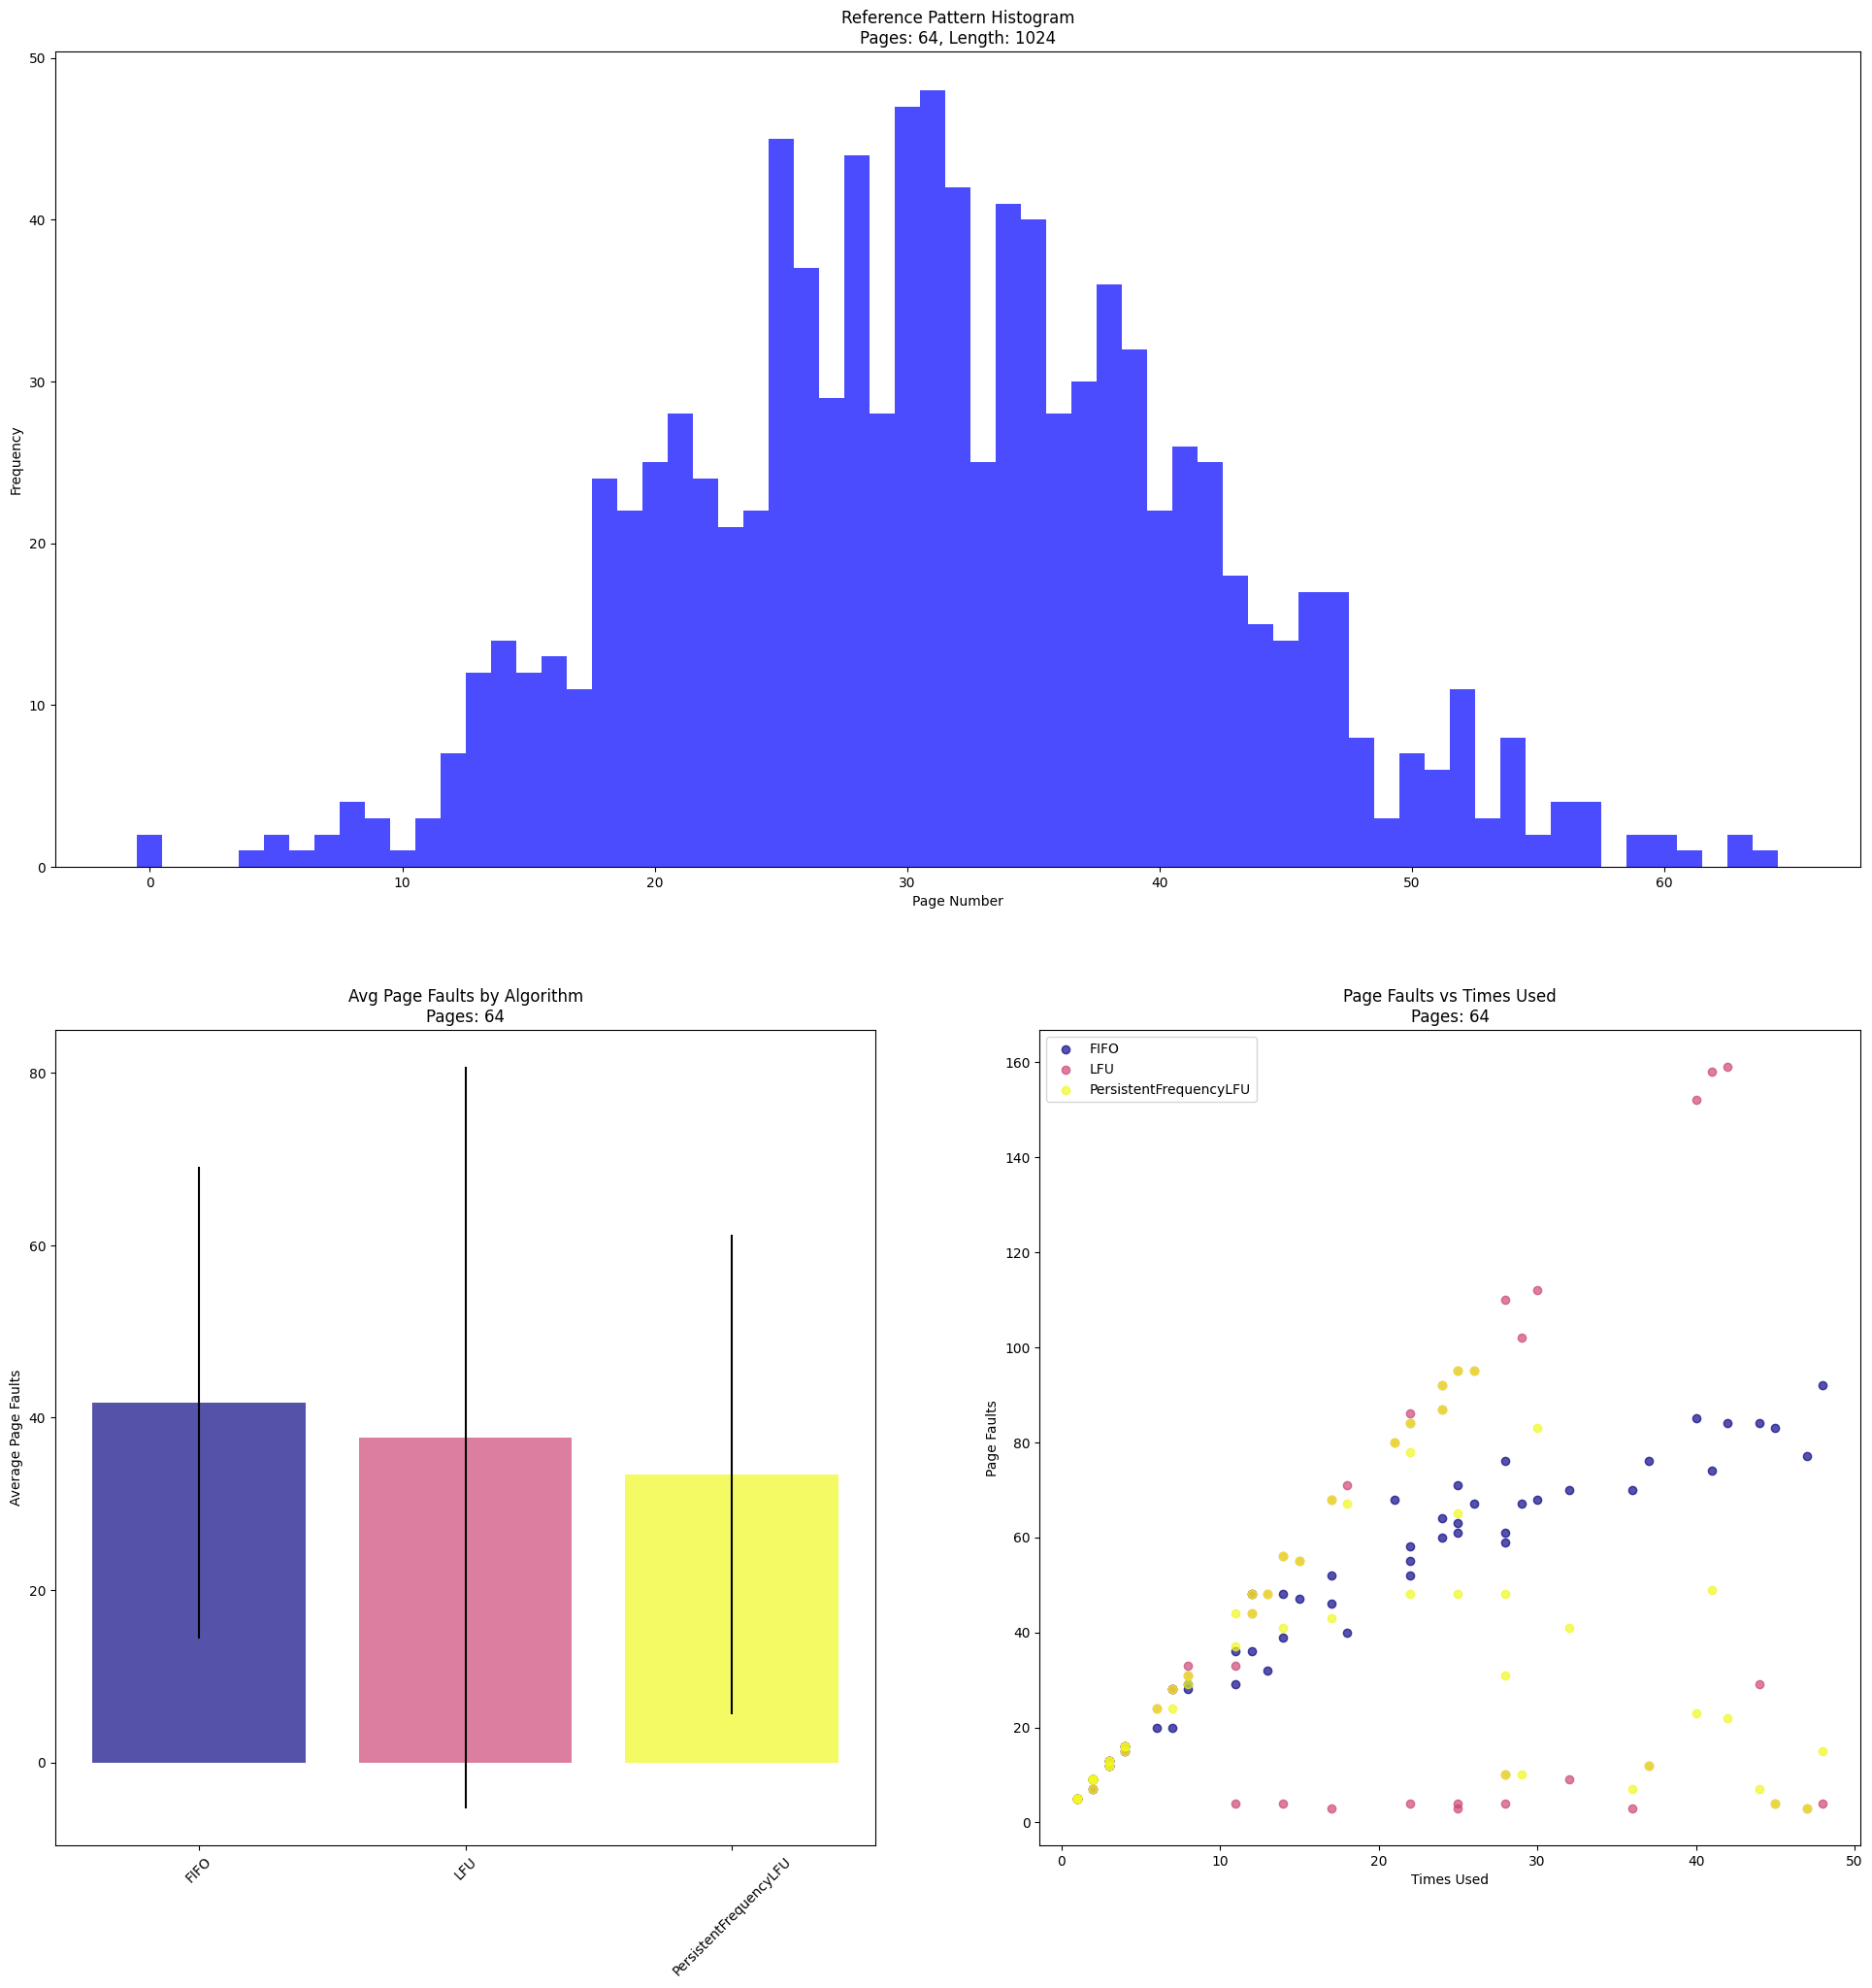 Reference Pattern Histogram
Pages: 64, Length: 1024
50
40
30
20
10
0
Frequency
0 10 20 30 40 50 60
Page Number
Avg Page Faults by Algorithm
Pages: 64
80
60
40
20
0
Average Page Faults
FIFO LFU PersistentFrequencyLFU
Page Faults vs Times Used
Pages: 64
FIFO
LFU
PersistentFrequencyLFU
160
140
120
100
80
60
40
20
0
Page Faults
0 10 20 30 40 50
Times Used